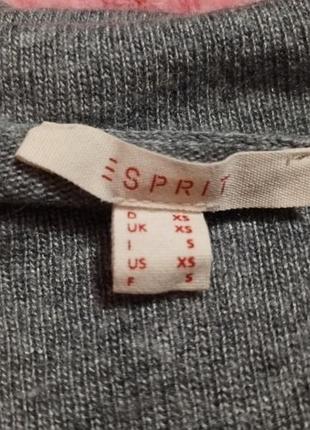 ESPRIT
D XS
UK XS
I S
US XS
F S